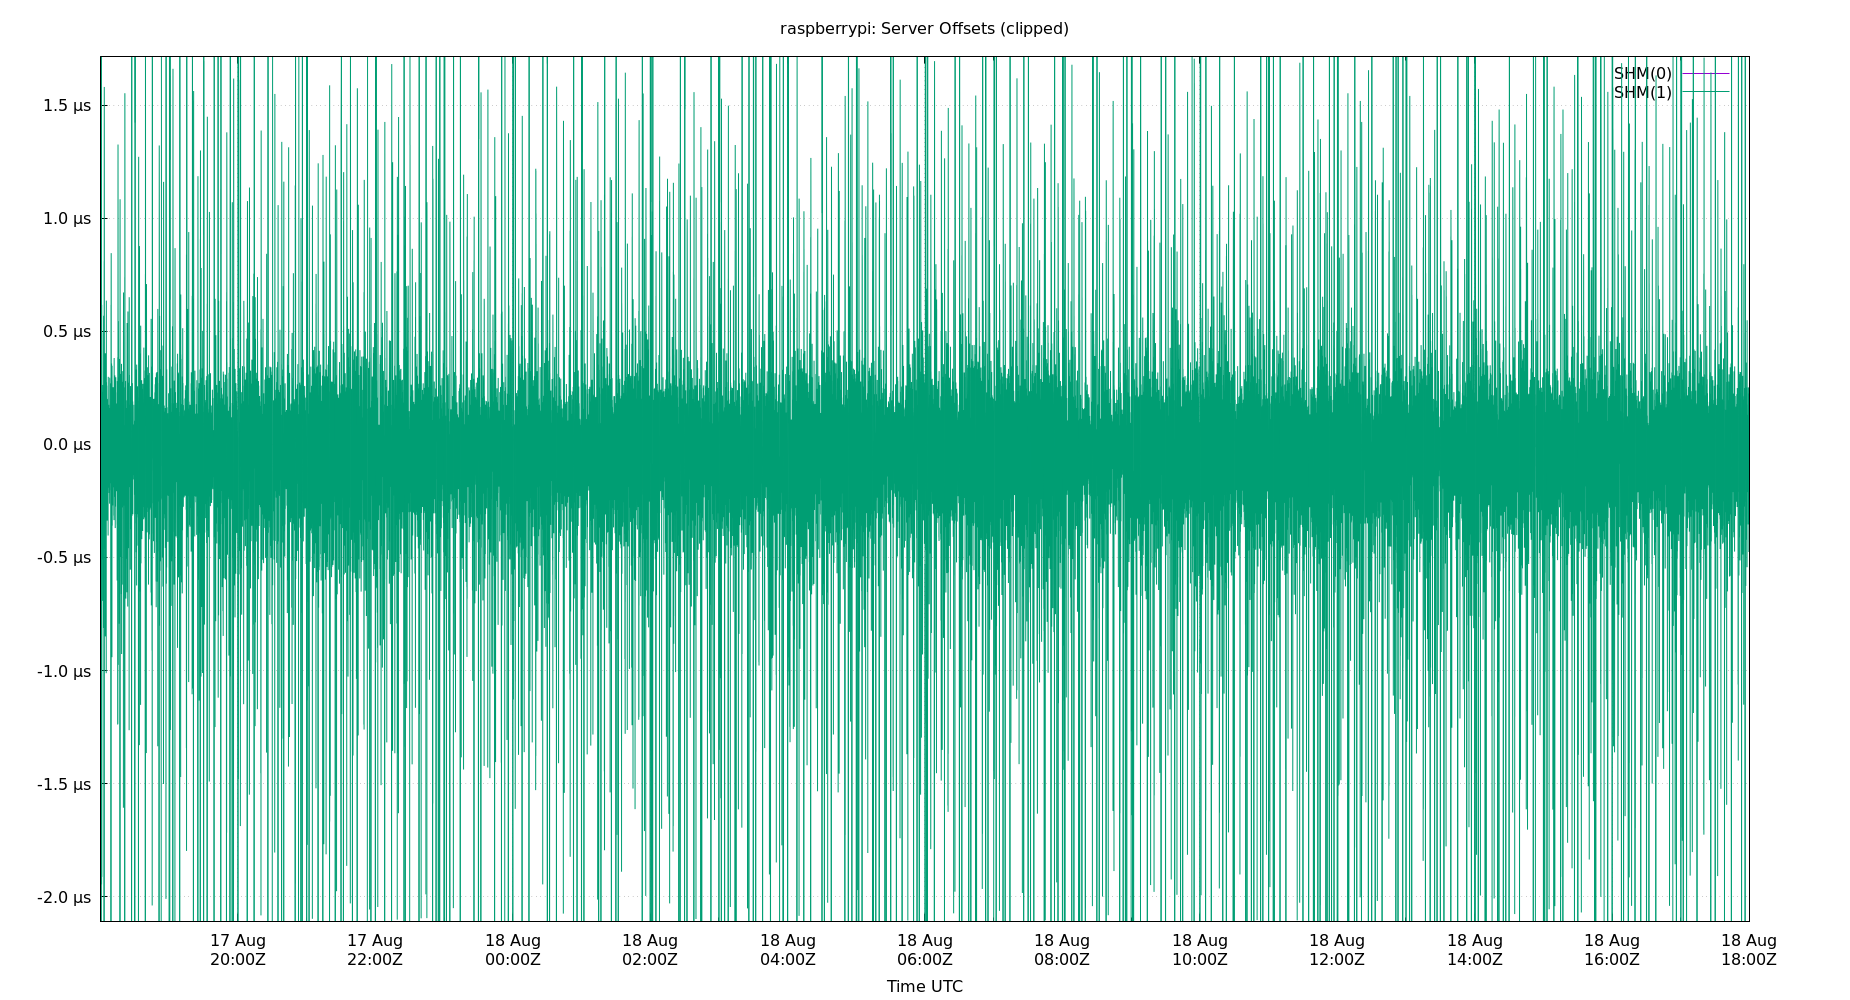 raspberrypi: Server Offsets (clipped)
SHM(0)
SHM(1)
1.5 µs
1.0 µs
0.5 µs
0.0 µs
-0.5 µs
-1.0 µs
-1.5 µs
-2.0 µs
17 Aug 17 Aug 18 Aug 18 Aug 18 Aug 18 Aug 18 Aug 18 Aug 18 Aug 18 Aug 18 Aug 18 Aug
20:00Z 22:00Z 00:00Z 02:00Z 04:00Z 06:00Z 08:00Z 10:00Z 12:00Z 14:00Z 16:00Z 18:00Z
Time UTC